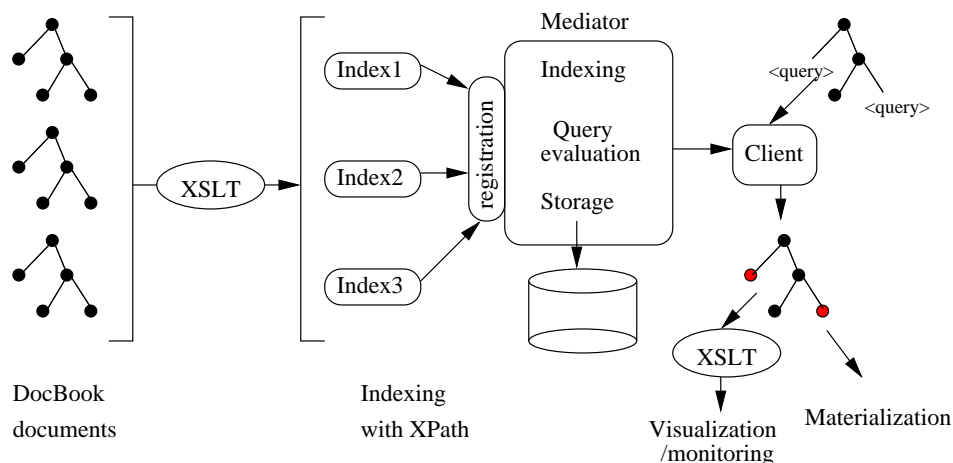 Mediator
Index1
Indexing
<query>
<query>
registration
Query
evaluation
Client
XSLT
Index2
Storage
Index3
XSLT
DocBook
documents
Indexing
with XPath
Visualization
/monitoring
Materialization